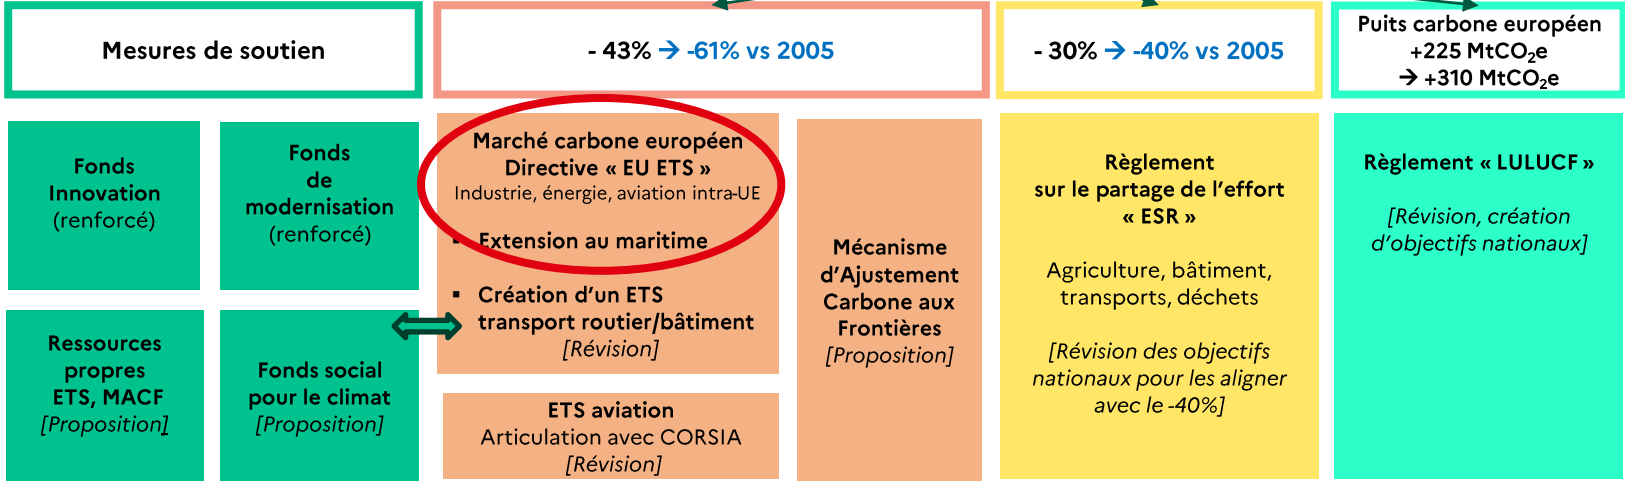 Mesures de soutien
- 43% → -61% vs 2005
- 30% → -40% vs 2005
Puits carbone européen
+225 MtCO₂e
→ +310 MtCO₂e
Fonds
Innovation
(renforcé)
Fonds
de
modernisation
(renforcé)
Ressources
propres
ETS, MACF
[Proposition]
Fonds social
pour le climat
[Proposition]
Marché carbone européen
Directive « EU ETS »
Industrie, énergie, aviation intra-UE
▪ Extension au maritime
▪ Création d’un ETS
transport routier/bâtiment
[Révision]
ETS aviation
Articulation avec CORSIA
[Révision]
Mécanisme
d’Ajustement
Carbone aux
Frontières
[Proposition]
Règlement
sur le partage de l’effort
« ESR »
Agriculture, bâtiment,
transports, déchets
[Révision des objectifs
nationaux pour les aligner
avec le -40%]
Règlement « LULUCF »
[Révision, création
d’objectifs nationaux]